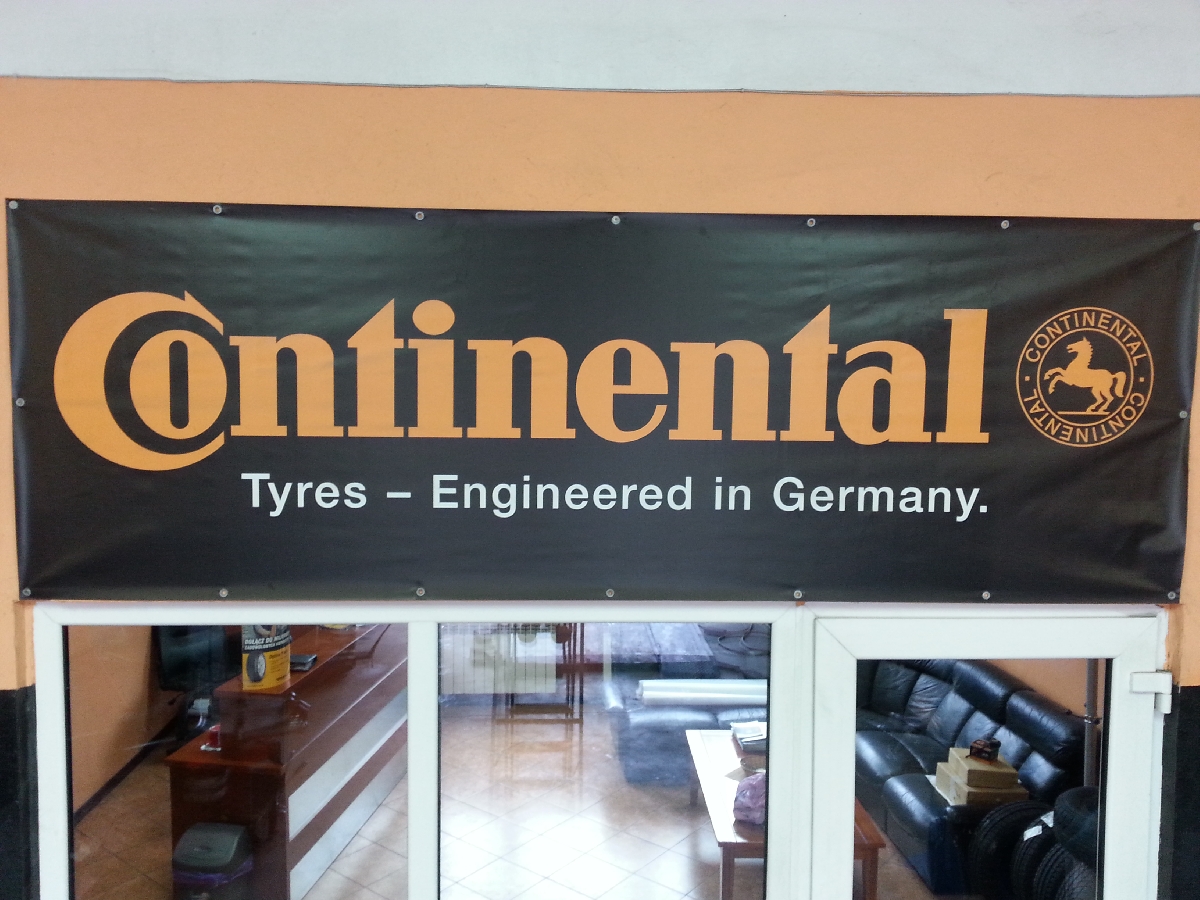 Continental
CONTINENTAL · CONTINENTAL ·
Tyres – Engineered in Germany.